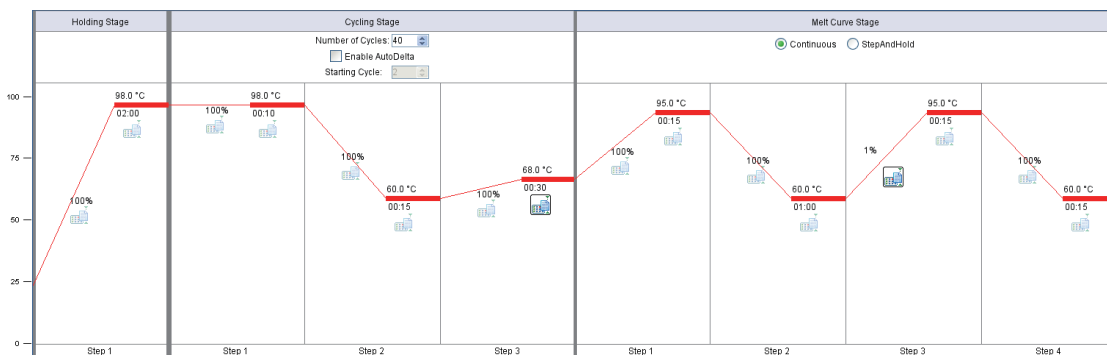 Holding Stage
Cycling Stage
Melt Curve Stage
Number of Cycles: 40
Enable AutoDelta
Starting Cycle: 2
Continuous StepAndHold
100
75
50
25
0
98.0 °C
02:00
100%
98.0 °C
00:10
100%
60.0 °C
00:15
100%
68.0 °C
00:30
100%
95.0 °C
00:15
100%
60.0 °C
01:00
100%
95.0 °C
00:15
1%
60.0 °C
00:15
100%
Step 1
Step 1
Step 2
Step 3
Step 1
Step 2
Step 3
Step 4